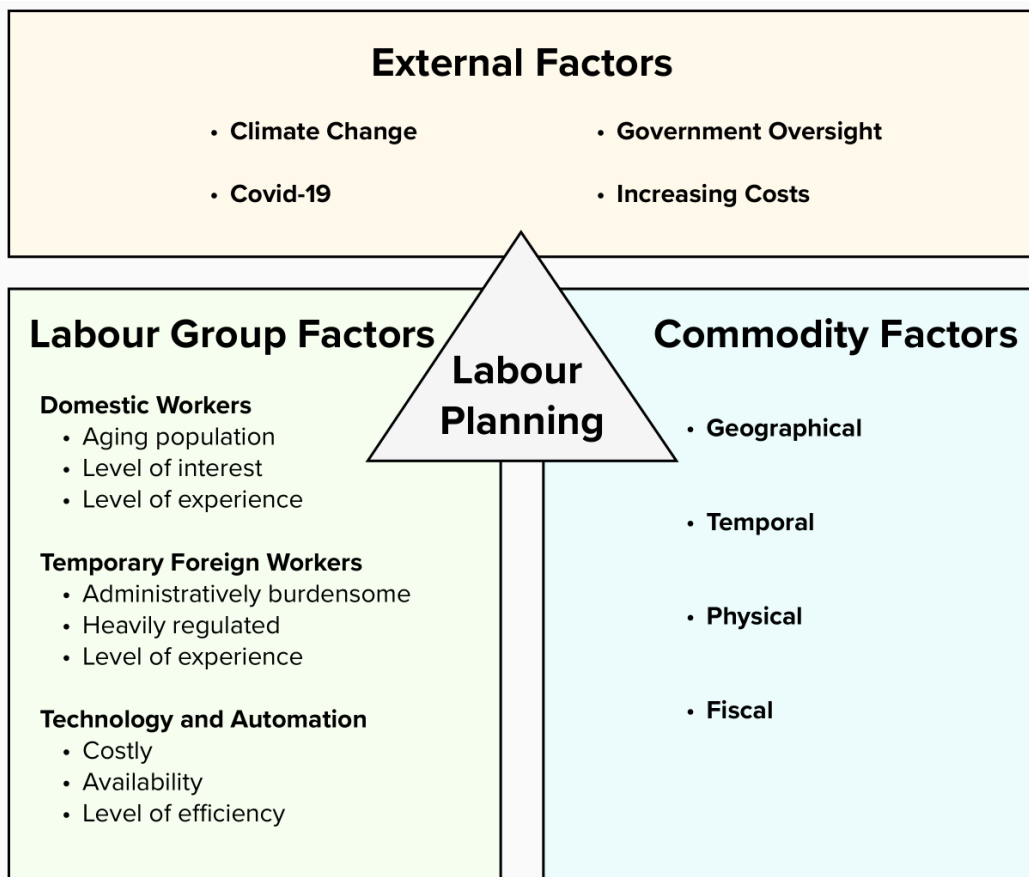 External Factors
• Climate Change
• Government Oversight
• Covid-19
• Increasing Costs
Labour Planning
Labour Group Factors
Domestic Workers
• Aging population
• Level of interest
• Level of experience
Temporary Foreign Workers
• Administratively burdensome
• Heavily regulated
• Level of experience
Technology and Automation
• Costly
• Availability
• Level of efficiency
Commodity Factors
• Geographical
• Temporal
• Physical
• Fiscal